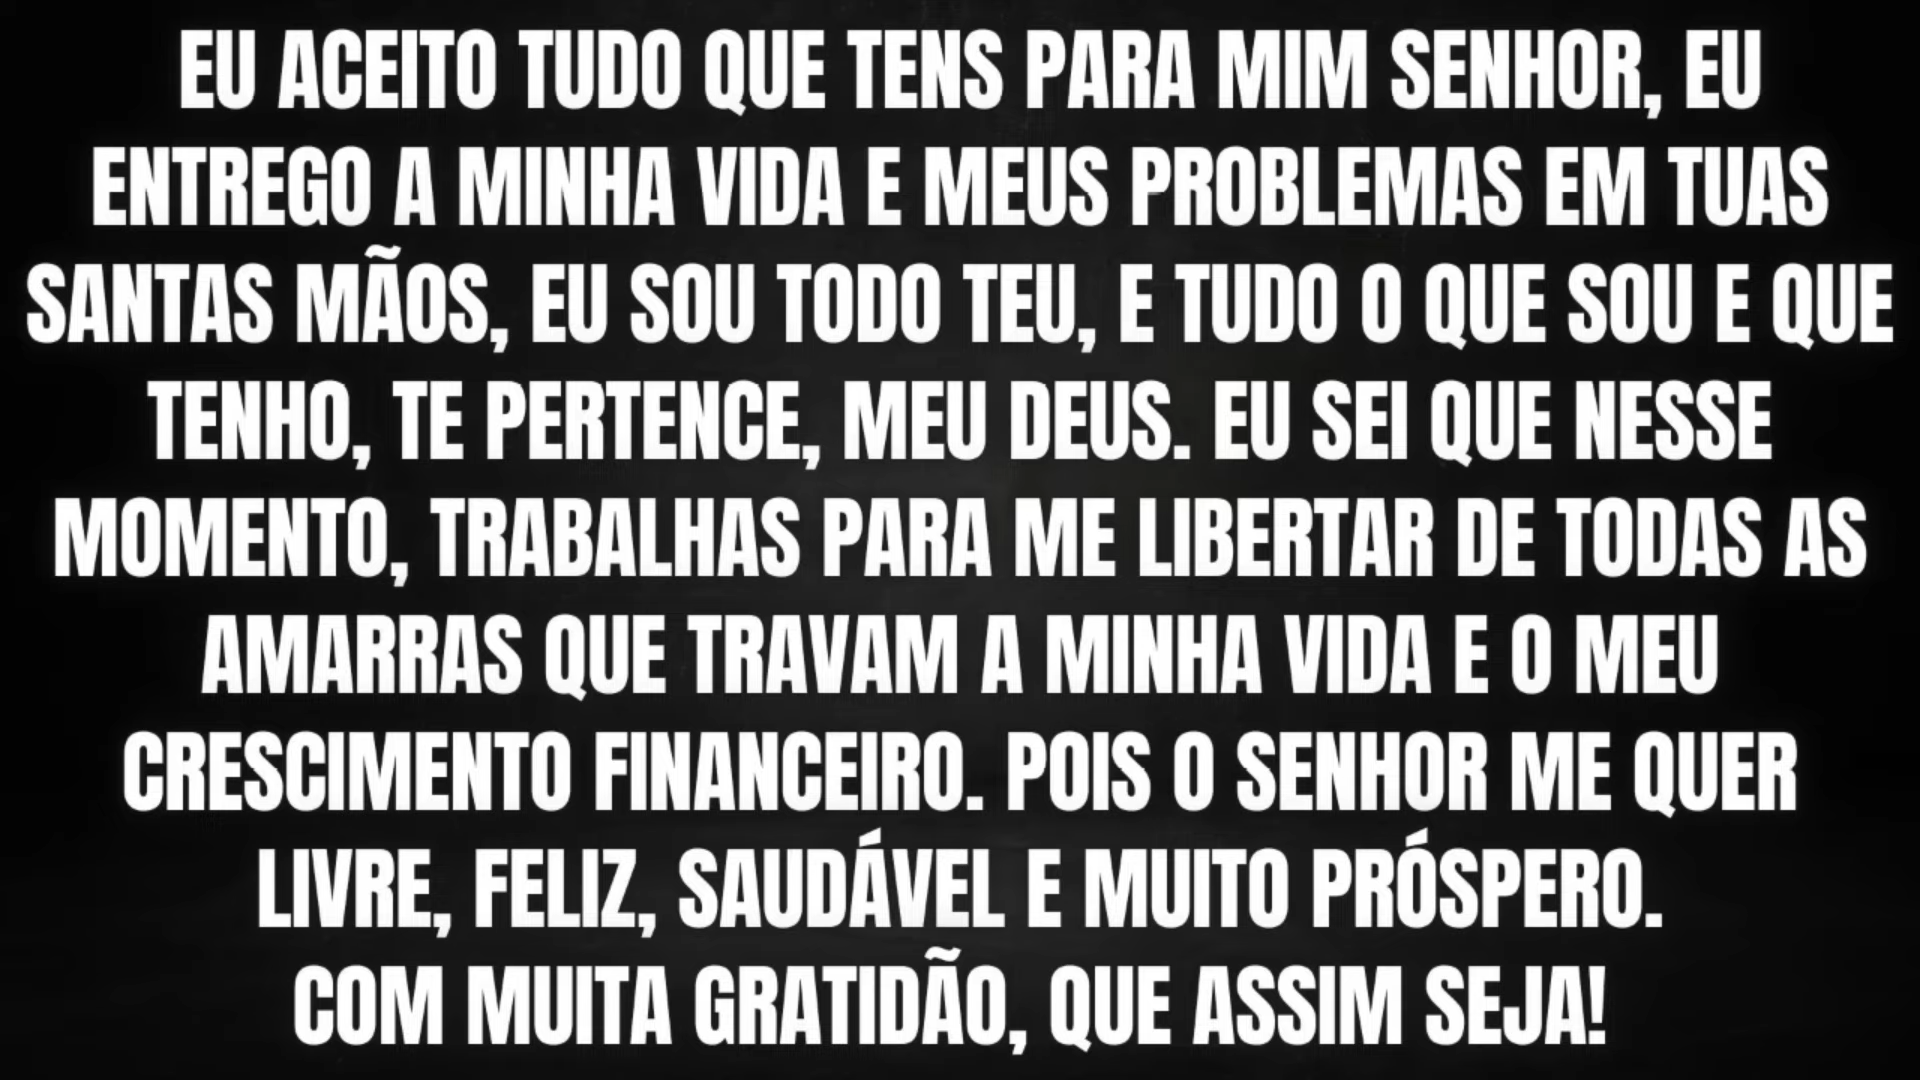 EU ACEITO TUDO QUE TENS PARA MIM SENHOR, EU
ENTREGO A MINHA VIDA E MEUS PROBLEMAS EM TUAS
SANTAS MÃOS, EU SOU TODO TEU, E TUDO O QUE SOU E QUE
TENHO, TE PERTENCE, MEU DEUS. EU SEI QUE NESSE
MOMENTO, TRABALHAS PARA ME LIBERTAR DE TODAS AS
AMARRAS QUE TRAVAM A MINHA VIDA E O MEU
CRESCIMENTO FINANCEIRO. POIS O SENHOR ME QUER
LIVRE, FELIZ, SAUDÁVEL E MUITO PRÓSPERO.
COM MUITA GRATIDÃO, QUE ASSIM SEJA!